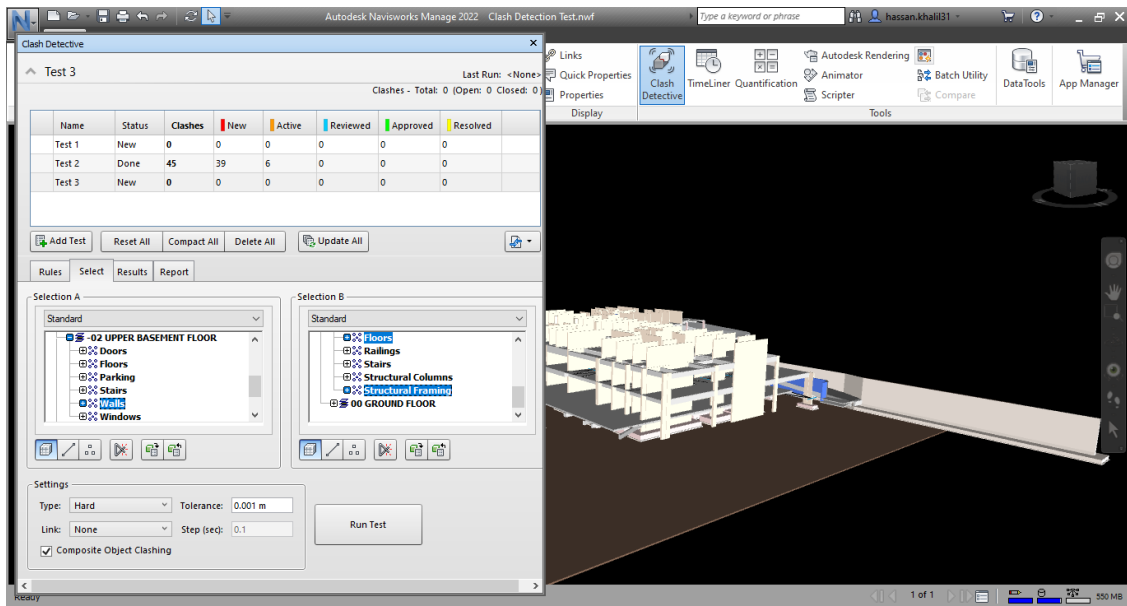 Autodesk Navisworks Manage 2022 Clash Detection Test.nwf
Type a keyword or phrase
hassan.khalil31
Clash Detective
Test 3
Last Run: <None>
Clashes - Total: 0 (Open: 0 Closed: 0)
Name Status Clashes New Active Reviewed Approved Resolved
Test 1 New 0 0 0 0 0 0
Test 2 Done 45 39 6 0 0 0
Test 3 New 0 0 0 0 0 0
Add Test Reset All Compact All Delete All Update All
Rules Select Results Report
Selection A
Standard
-02 UPPER BASEMENT FLOOR
Doors
Floors
Parking
Stairs
Walls
Windows
Selection B
Standard
Floors
Railings
Stairs
Structural Columns
Structural Framing
00 GROUND FLOOR
Settings
Type: Hard Tolerance: 0.001 m
Link: None Step (sec): 0.1
Composite Object Clashing
Run Test
Links
Quick Properties
Properties
Display
Clash Detective
TimeLiner
Quantification
Autodesk Rendering
Animator
Scripter
Batch Utility
Compare
DataTools
App Manager
Tools
Ready
1 of 1
550 MB